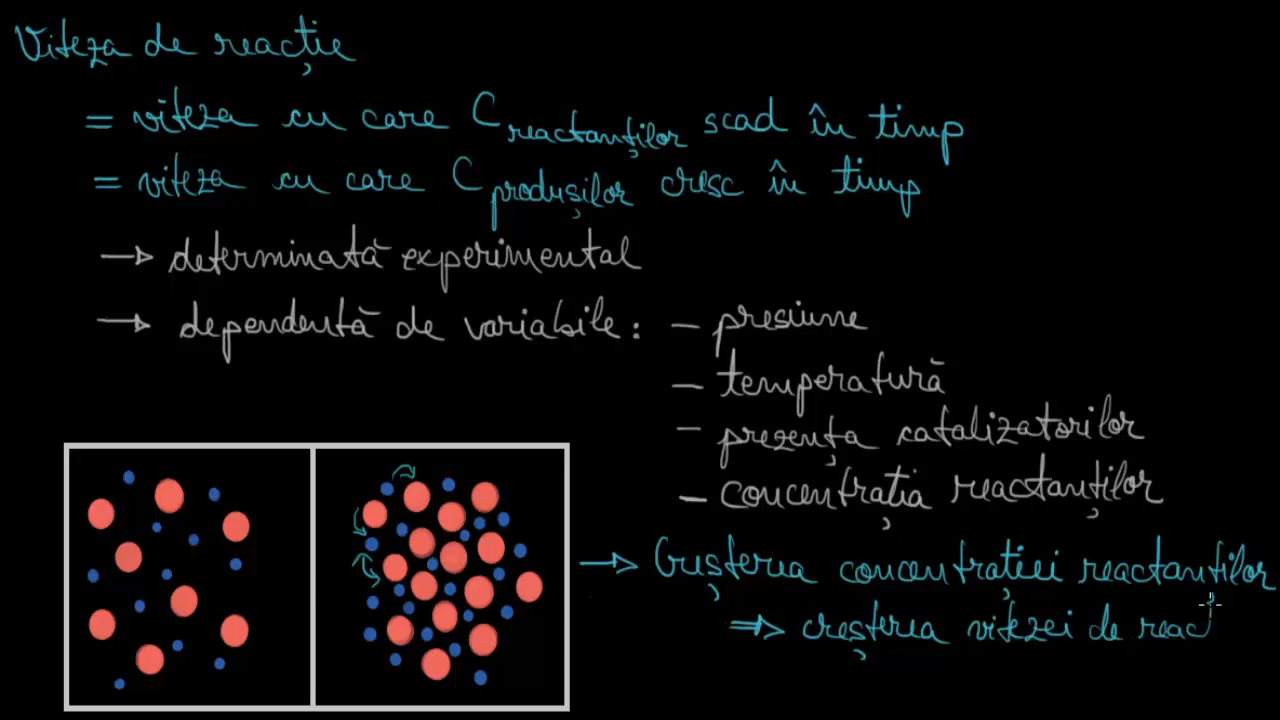 Viteza de reacție
= viteza cu care C reactanților scad în timp
= viteza cu care C produșilor cresc în timp
→ determinată experimental
→ dependentă de variabile: - presiune
- temperatură
- prezența catalizatorilor
- concentrația reactanților
→ Creșterea concentrației reactanților
⇒ creșterea vitezei de reac